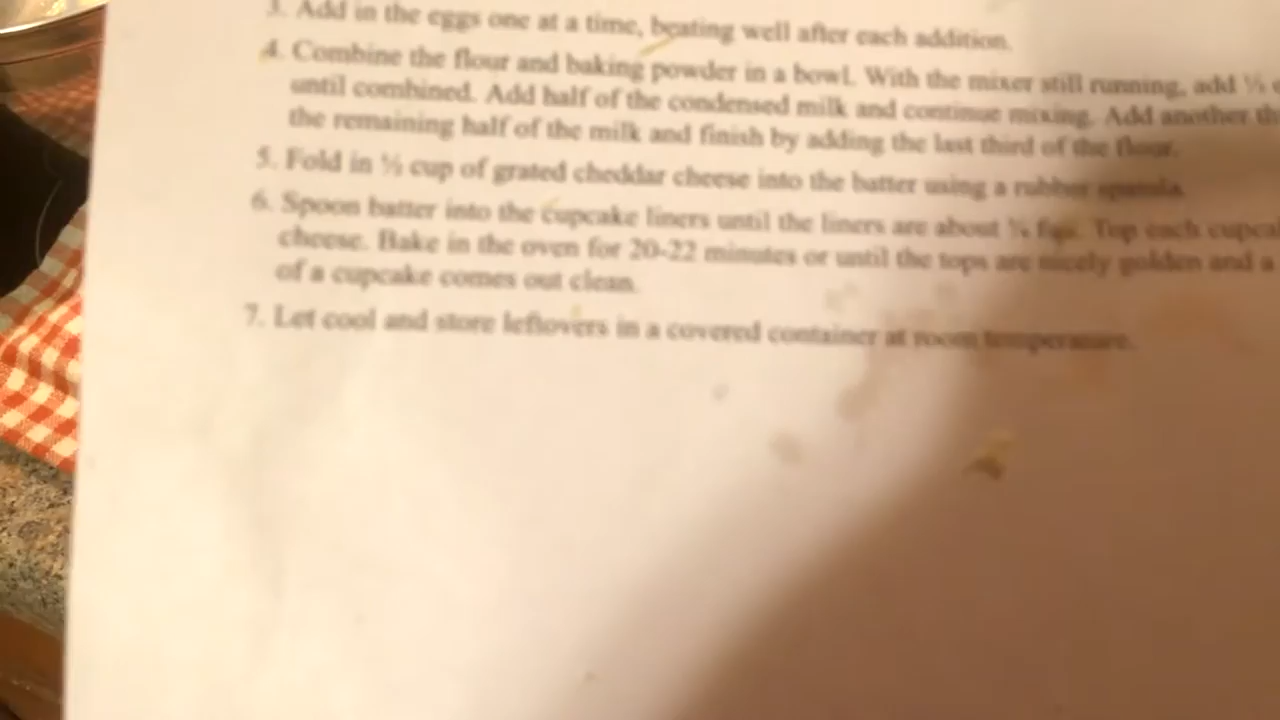 3. Add in the eggs one at a time, beating well after each addition.
4. Combine the flour and baking powder in a bowl. With the mixer still running, add ⅓
until combined. Add half of the condensed milk and continue mixing. Add another
the remaining half of the milk and finish by adding the last third of the flour.
5. Fold in ½ cup of grated cheddar cheese into the batter using a rubber spatula
6. Spoon batter into the cupcake liners until the liners are about ¾ full. Top each
cheese. Bake in the oven for 20-22 minutes or until the tops are nicely golden and a
of a cupcake comes out clean.
7. Let cool and store leftovers in a covered container at room temperature.